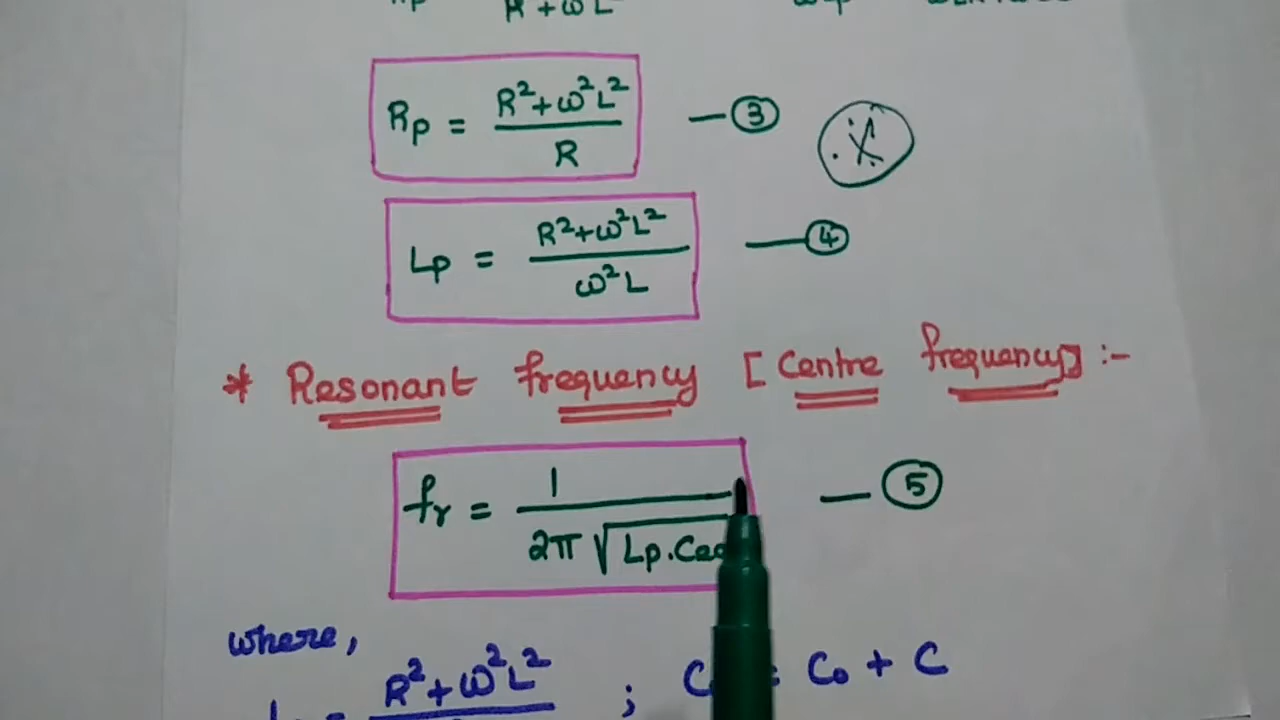 R + ω L
Rp = R²+ω²L² / R —③
Lp = R²+ω²L² / ω²L —④
* Resonant frequency [Centre frequency] :-
fr = 1 / 2π √Lp.Ceq —⑤
where,
R²+ω²L² ; C = C₀ + C